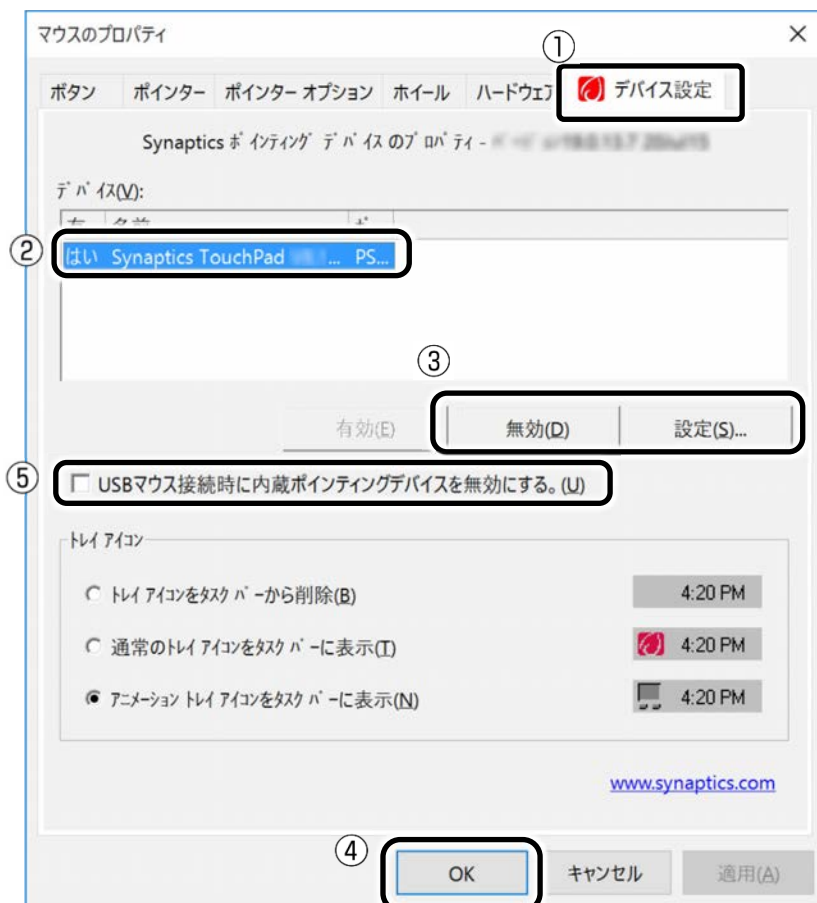 マウスのプロパティ
①
ボタン ポインター ポインター オプション ホイール ハードウェア デバイス設定
Synaptics ポインティング デバイス のプロパティ -
デバイス(V):
②
はい Synaptics TouchPad ... PS...
③
有効(E) 無効(D) 設定(S)...
⑤
USBマウス接続時に内蔵ポインティングデバイスを無効にする。(U)
トレイ アイコン
トレイ アイコンをタスク バーから削除(B) 4:20 PM
通常のトレイ アイコンをタスク バーに表示(T) 4:20 PM
アニメーション トレイ アイコンをタスク バーに表示(N) 4:20 PM
www.synaptics.com
④
OK キャンセル 適用(A)